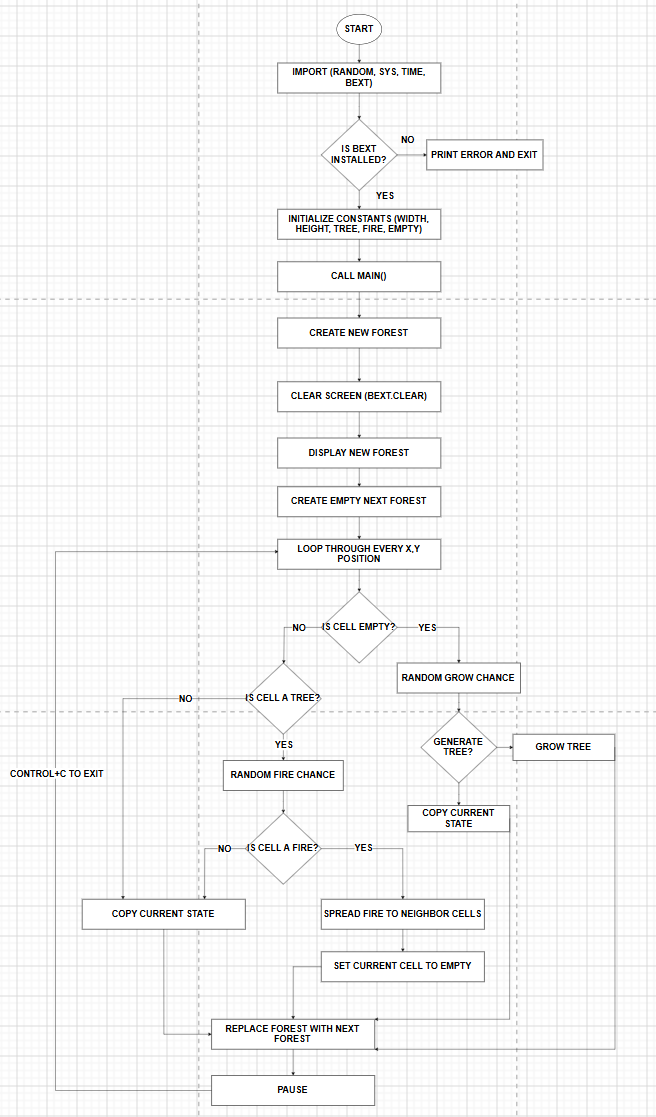 START
IMPORT (RANDOM, SYS, TIME,
BEXT)
IS BEXT
INSTALLED?
NO
PRINT ERROR AND EXIT
YES
INITIALIZE CONSTANTS (WIDTH,
HEIGHT, TREE, FIRE, EMPTY)
CALL MAIN()
CREATE NEW FOREST
CLEAR SCREEN (BEXT.CLEAR)
DISPLAY NEW FOREST
CREATE EMPTY NEXT FOREST
LOOP THROUGH EVERY X,Y
POSITION
NO
IS CELL EMPTY?
YES
RANDOM GROW CHANCE
NO
IS CELL A TREE?
YES
GENERATE
TREE?
GROW TREE
CONTROL+C TO EXIT
RANDOM FIRE CHANCE
COPY CURRENT
STATE
NO
IS CELL A FIRE?
YES
COPY CURRENT STATE
SPREAD FIRE TO NEIGHBOR CELLS
SET CURRENT CELL TO EMPTY
REPLACE FOREST WITH NEXT
FOREST
PAUSE